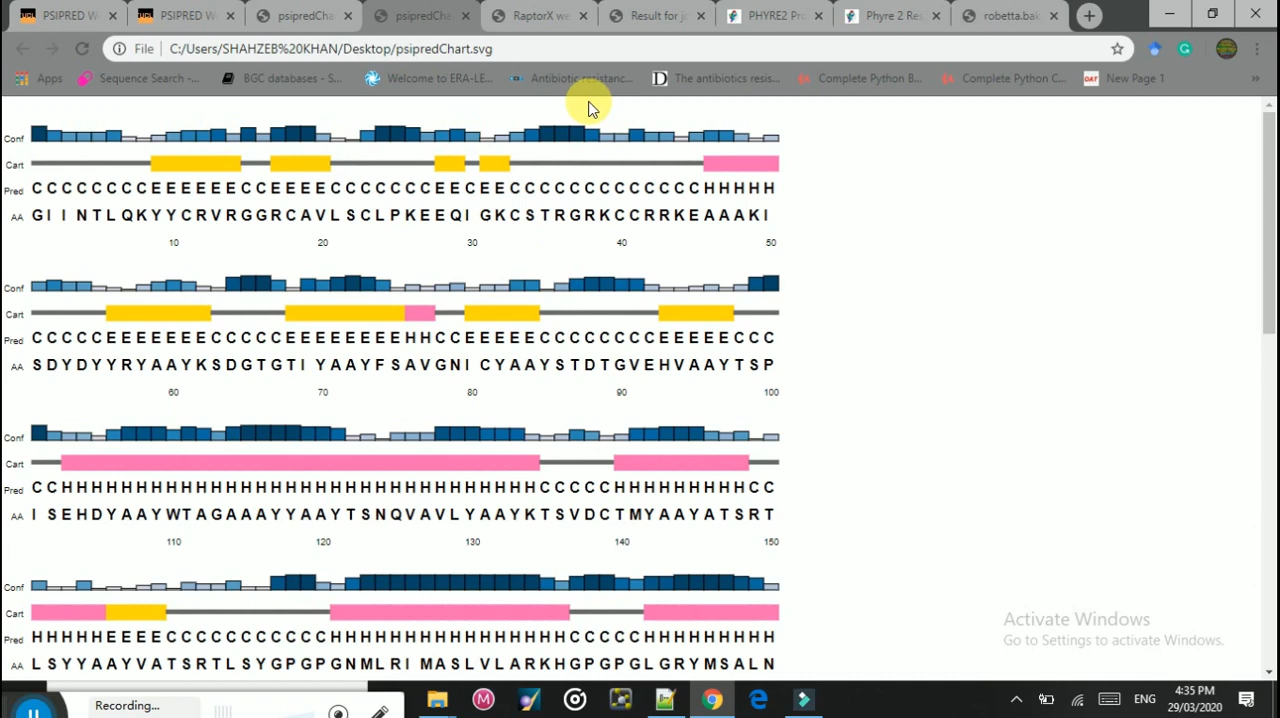 PSIPRED W
PSIPRED W
psipredCha
psipredCha
RaptorX we
Result for jo
PHYRE2 Pro
Phyre 2 Res
robetta.bak
File C:/Users/SHAHZEB%20KHAN/Desktop/psipredChart.svg
Apps
Sequence Search -...
BGC databases - S...
Welcome to ERA-LE...
Antibiotic resistanc...
The antibiotics resis...
Complete Python B...
Complete Python C...
New Page 1
»
Conf
Cart
Pred C C C C C C C C E E E E E E C C E E E E C C C C C C C E E C E E C C C C C C C C C C C C C H H H H H
AA G I I N T L Q K Y Y C R V R G G R C A V L S C L P K E E Q I G K C S T R G R K C C R R K E A A A K I
10 20 30 40 50
Conf
Cart
Pred C C C C C E E E E E E E C C C C C E E E E E E E E H H C C E E E E E C C C C C C C C E E E E E C C C
AA S D Y D Y Y R Y A A Y K S D G T G T I Y A A Y F S A V G N I C Y A A Y S T D T G V E H V A A Y T S P
60 70 80 90 100
Conf
Cart
Pred C C H H H H H H H H H H H H H H H H H H H H H H H H H H H H H H H H C C C C C H H H H H H H H H C C
AA I S E H D Y A A Y W T A G A A A Y Y A A Y T S N Q V A V L Y A A Y K T S V D C T M Y A A Y A T S R T
110 120 130 140 150
Conf
Cart
Pred H H H H H E E E E C C C C C C C C C C C H H H H H H H H H H H H H H H H C C C C C H H H H H H H H H
AA L S Y Y A A Y V A T S R T L S Y G P G P G N M L R I M A S L V L A R K H G P G P G L G R Y M S A L N
Activate Windows
Go to Settings to activate Windows.
Recording...
ENG
4:35 PM
29/03/2020